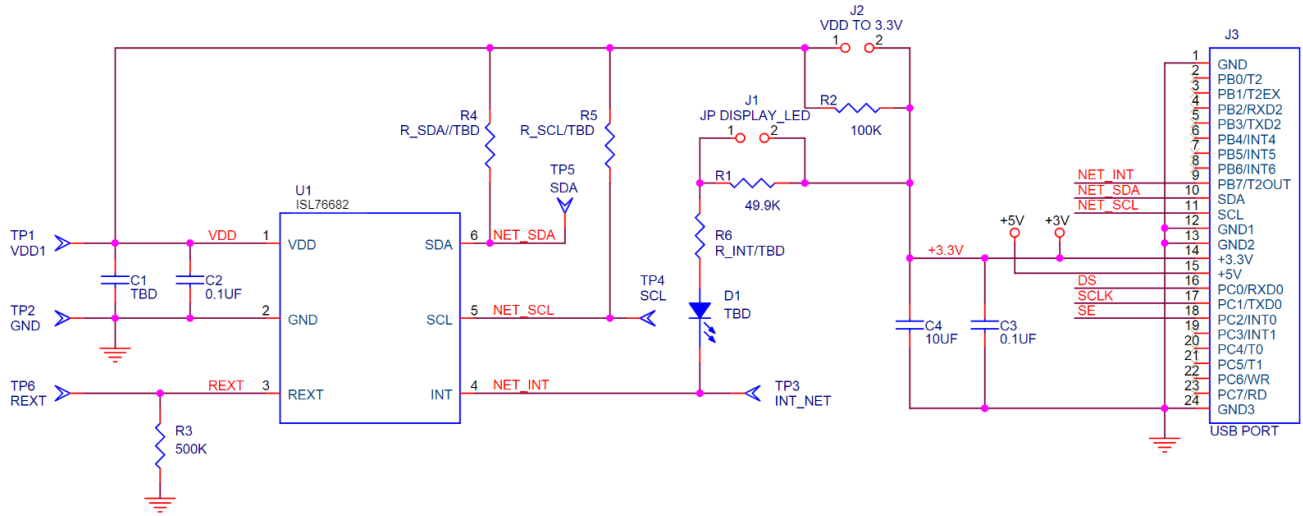 J2
VDD TO 3.3V
1 2
J3
R2
100K
J1
JP DISPLAY_LED
1 2
R1
49.9K
R4
R_SDA//TBD
R5
R_SCL/TBD
TP5
SDA
U1
ISL76682
TP1
VDD1
VDD
1
VDD
SDA
6
NET_SDA
C1
TBD
C2
0.1UF
TP2
GND
2
GND
SCL
5
NET_SCL
TP4
SCL
TP6
REXT
REXT
3
REXT
INT
4
NET_INT
TP3
INT_NET
R3
500K
R6
R_INT/TBD
D1
TBD
+3.3V
C4
10UF
C3
0.1UF
+5V
+3V
1 GND
2 PB0/T2
3 PB1/T2EX
4 PB2/RXD2
5 PB3/TXD2
6 PB4/INT4
7 PB5/INT5
8 PB6/INT6
NET_INT 9 PB7/T2OUT
NET_SDA 10 SDA
NET_SCL 11 SCL
12 GND1
13 GND2
14 +3.3V
15 +5V
DS 16 PC0/RXD0
SCLK 17 PC1/TXD0
SE 18 PC2/INT0
19 PC3/INT1
20 PC4/T0
21 PC5/T1
22 PC6/WR
23 PC7/RD
24 GND3
USB PORT